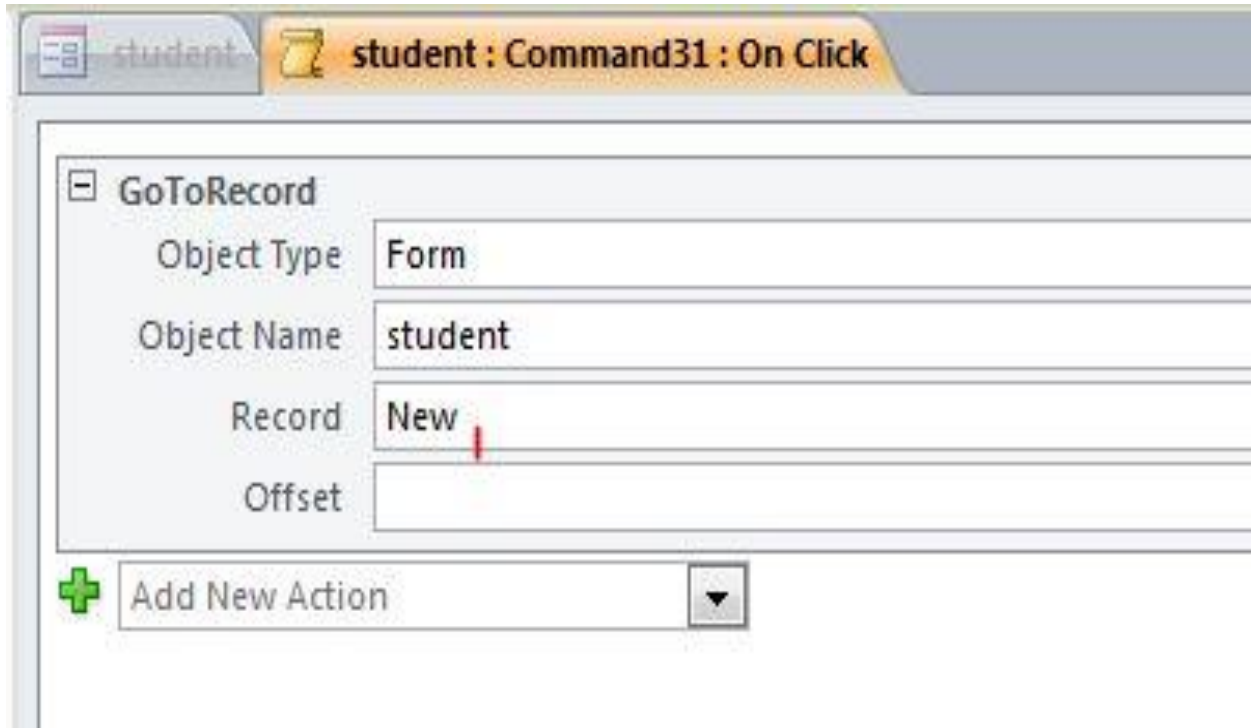 student
student : Command31 : On Click
GoToRecord
Object Type Form
Object Name student
Record New
Offset
Add New Action